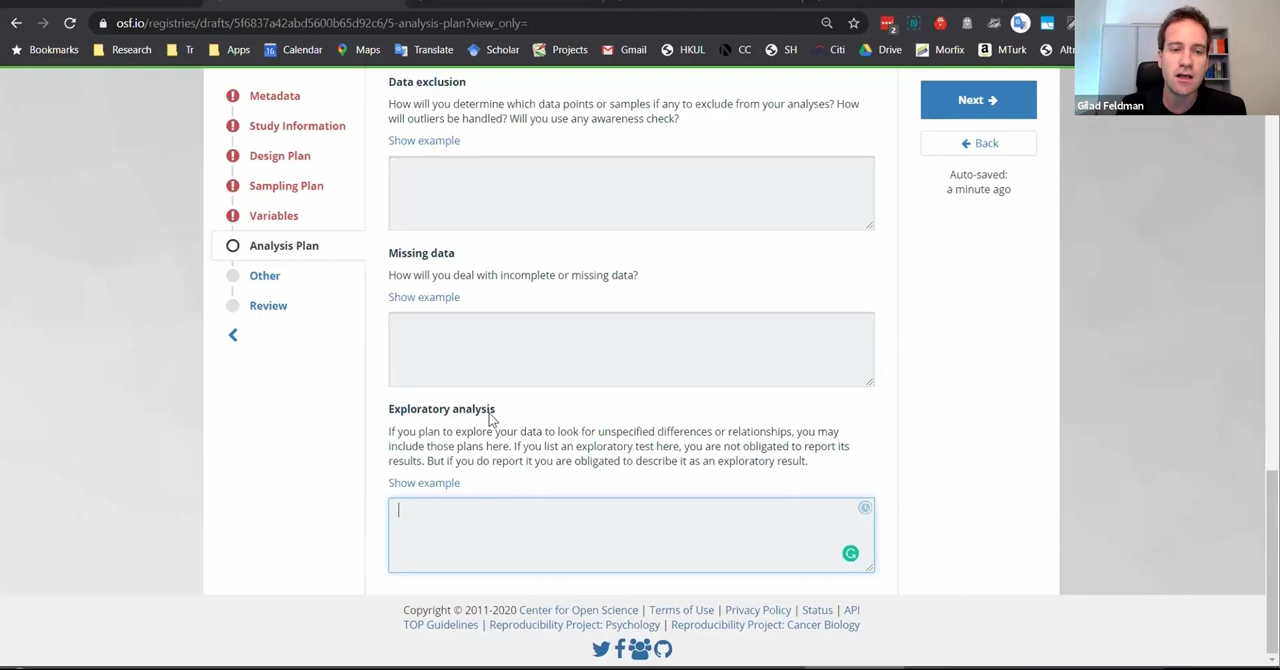 osf.io/registries/drafts/5f6837a42abd5600b65d92c6/5-analysis-plan?view_only=
2
Bookmarks Research Tr Apps 16 Calendar Maps Translate Scholar Projects Gmail HKUL CC SH Citi Drive Morfix MTurk
Gilad Feldman
Metadata
Study Information
Design Plan
Sampling Plan
Variables
Analysis Plan
Other
Review
Data exclusion
How will you determine which data points or samples if any to exclude from your analyses? How
will outliers be handled? Will you use any awareness check?
Show example
Missing data
How will you deal with incomplete or missing data?
Show example
Exploratory analysis
If you plan to explore your data to look for unspecified differences or relationships, you may
include those plans here. If you list an exploratory test here, you are not obligated to report its
results. But if you do report it you are obligated to describe it as an exploratory result.
Show example
Next
Back
Auto-saved:
a minute ago
Copyright © 2011-2020 Center for Open Science | Terms of Use | Privacy Policy | Status | API
TOP Guidelines | Reproducibility Project: Psychology | Reproducibility Project: Cancer Biology